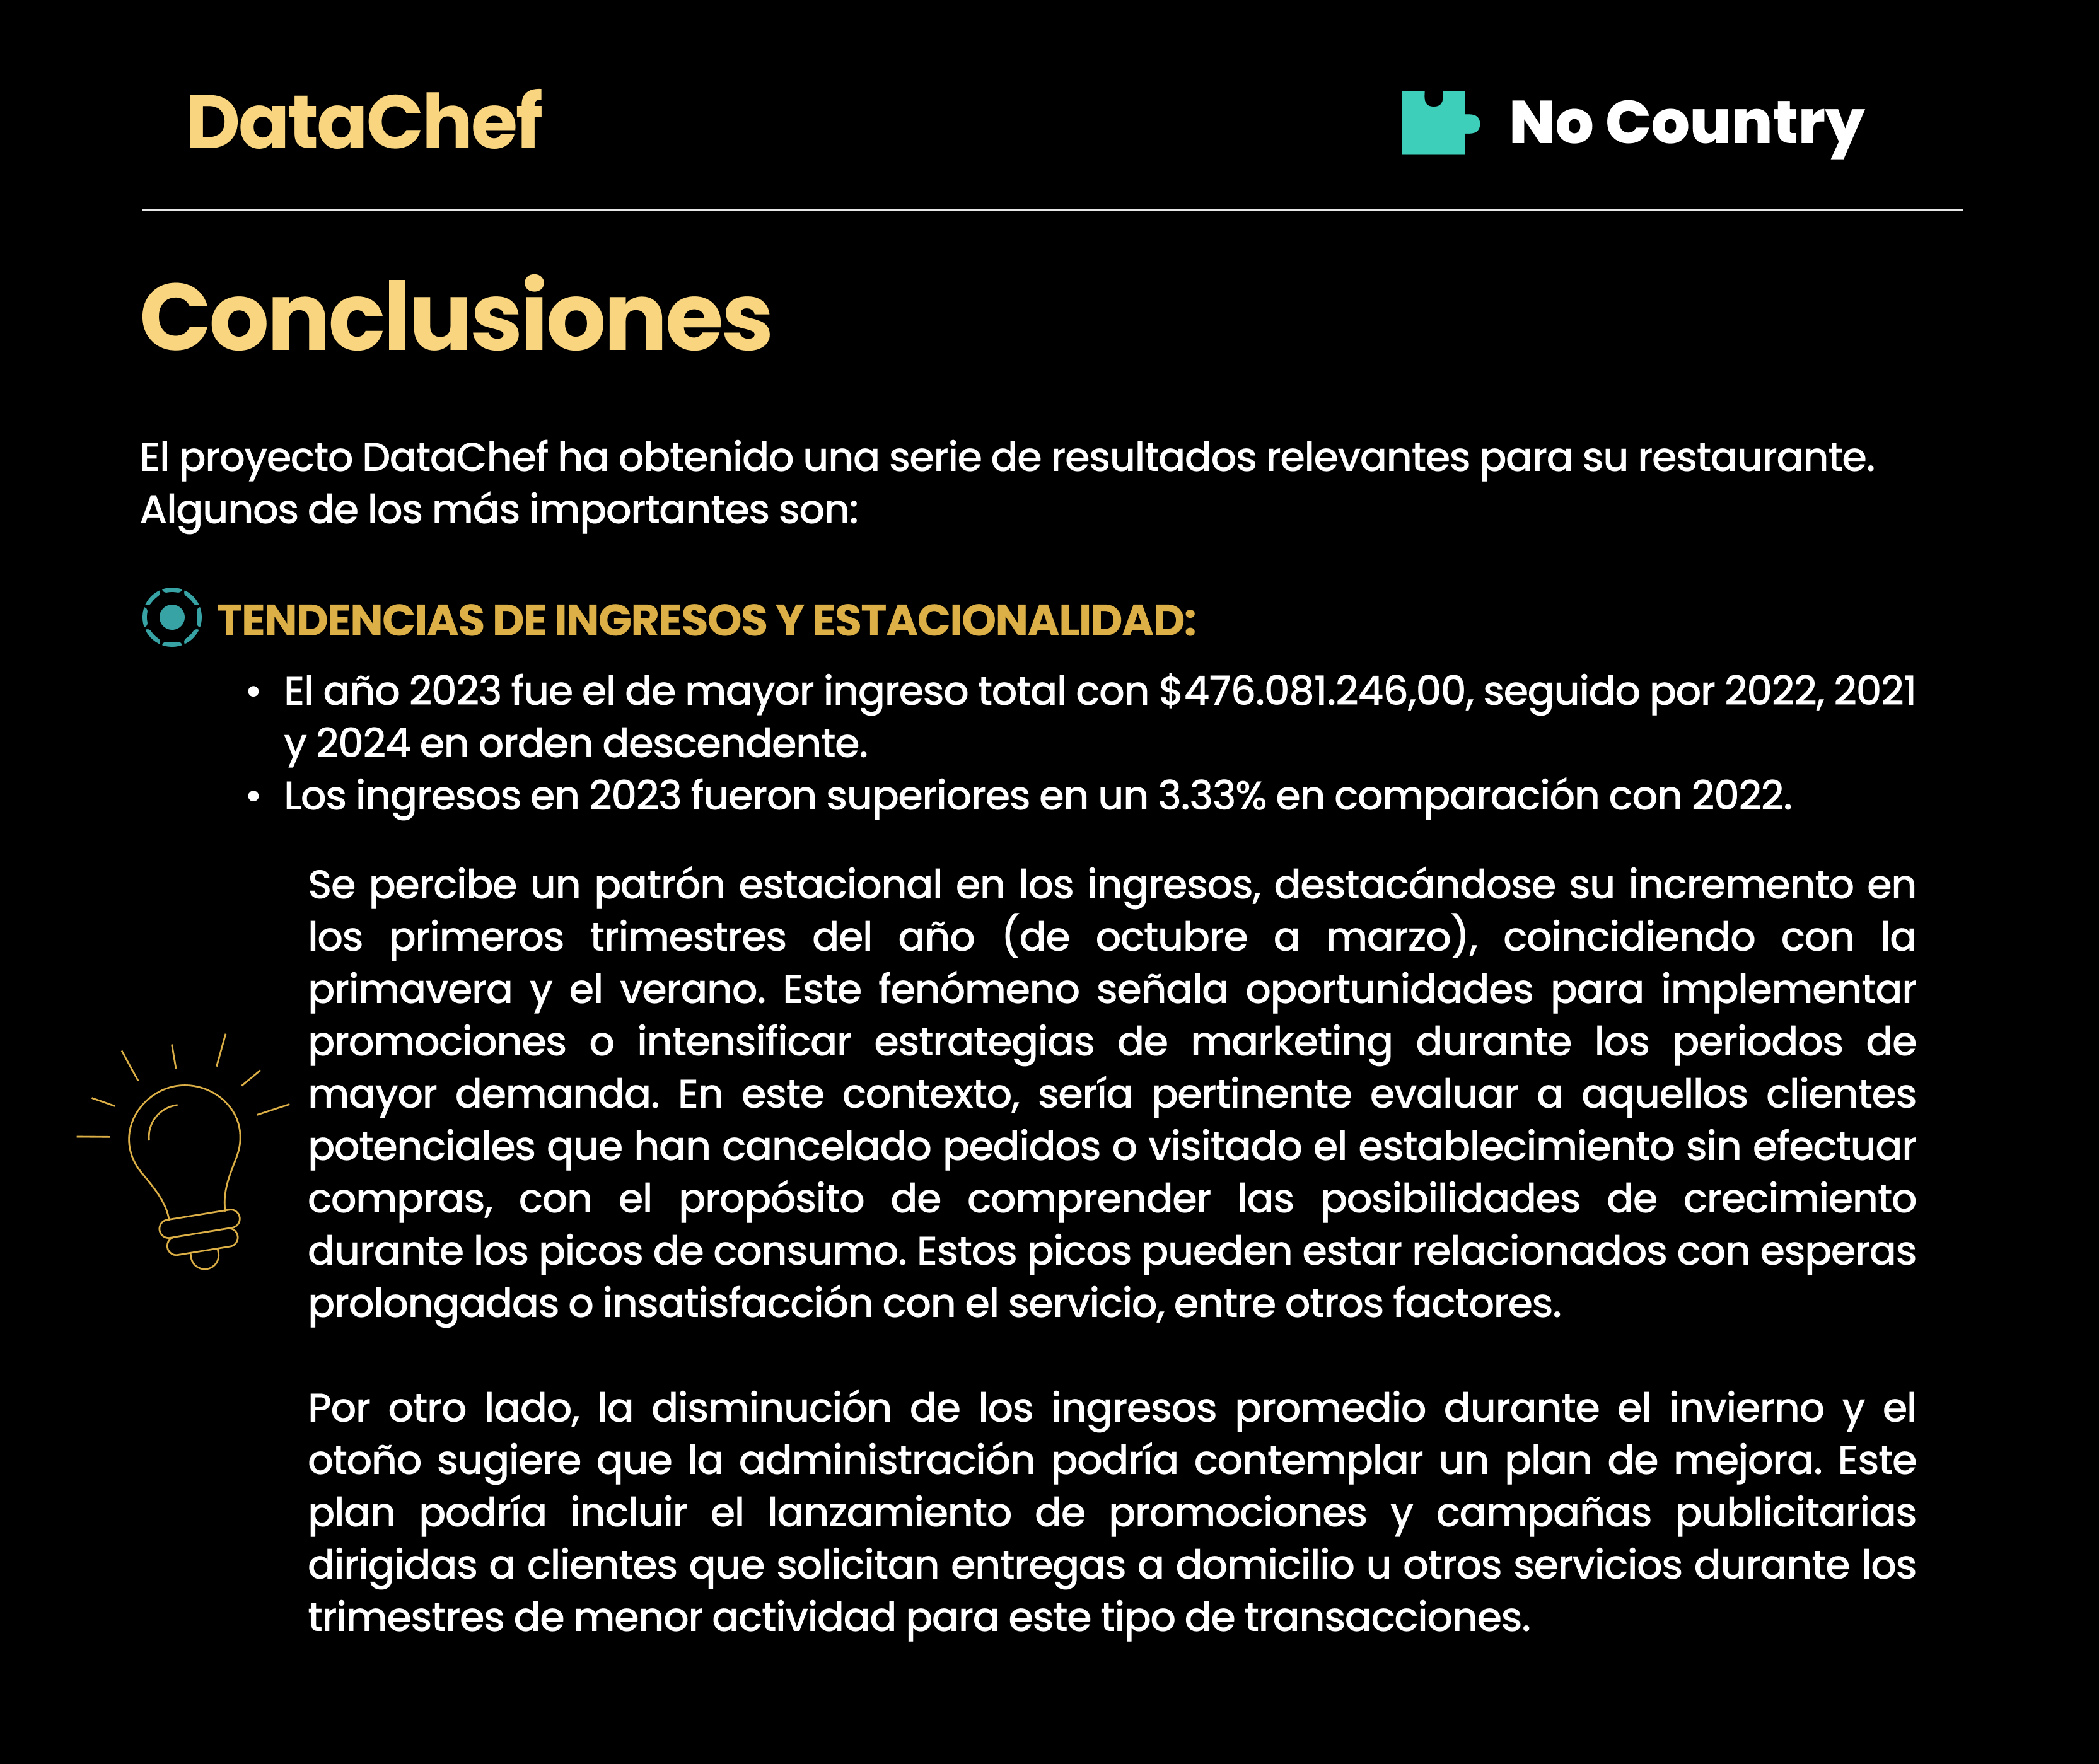 DataChef
No Country
Conclusiones
El proyecto DataChef ha obtenido una serie de resultados relevantes para su restaurante.
Algunos de los más importantes son:
TENDENCIAS DE INGRESOS Y ESTACIONALIDAD:
• El año 2023 fue el de mayor ingreso total con $476.081.246,00, seguido por 2022, 2021
y 2024 en orden descendente.
• Los ingresos en 2023 fueron superiores en un 3.33% en comparación con 2022.
Se percibe un patrón estacional en los ingresos, destacándose su incremento en
los primeros trimestres del año (de octubre a marzo), coincidiendo con la
primavera y el verano. Este fenómeno señala oportunidades para implementar
promociones o intensificar estrategias de marketing durante los periodos de
mayor demanda. En este contexto, sería pertinente evaluar a aquellos clientes
potenciales que han cancelado pedidos o visitado el establecimiento sin efectuar
compras, con el propósito de comprender las posibilidades de crecimiento
durante los picos de consumo. Estos picos pueden estar relacionados con esperas
prolongadas o insatisfacción con el servicio, entre otros factores.
Por otro lado, la disminución de los ingresos promedio durante el invierno y el
otoño sugiere que la administración podría contemplar un plan de mejora. Este
plan podría incluir el lanzamiento de promociones y campañas publicitarias
dirigidas a clientes que solicitan entregas a domicilio u otros servicios durante los
trimestres de menor actividad para este tipo de transacciones.